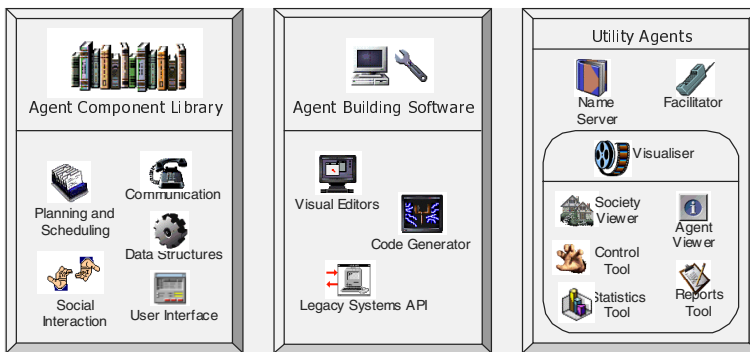 Agent Component Library
Planning and
Scheduling
Communication
Data Structures
Social
Interaction
User Interface
Agent Building Software
Visual Editors
Code Generator
Legacy Systems API
Utility Agents
Name
Server
Facilitator
Visualiser
Society
Viewer
Agent
Viewer
Control
Tool
Statistics
Tool
Reports
Tool